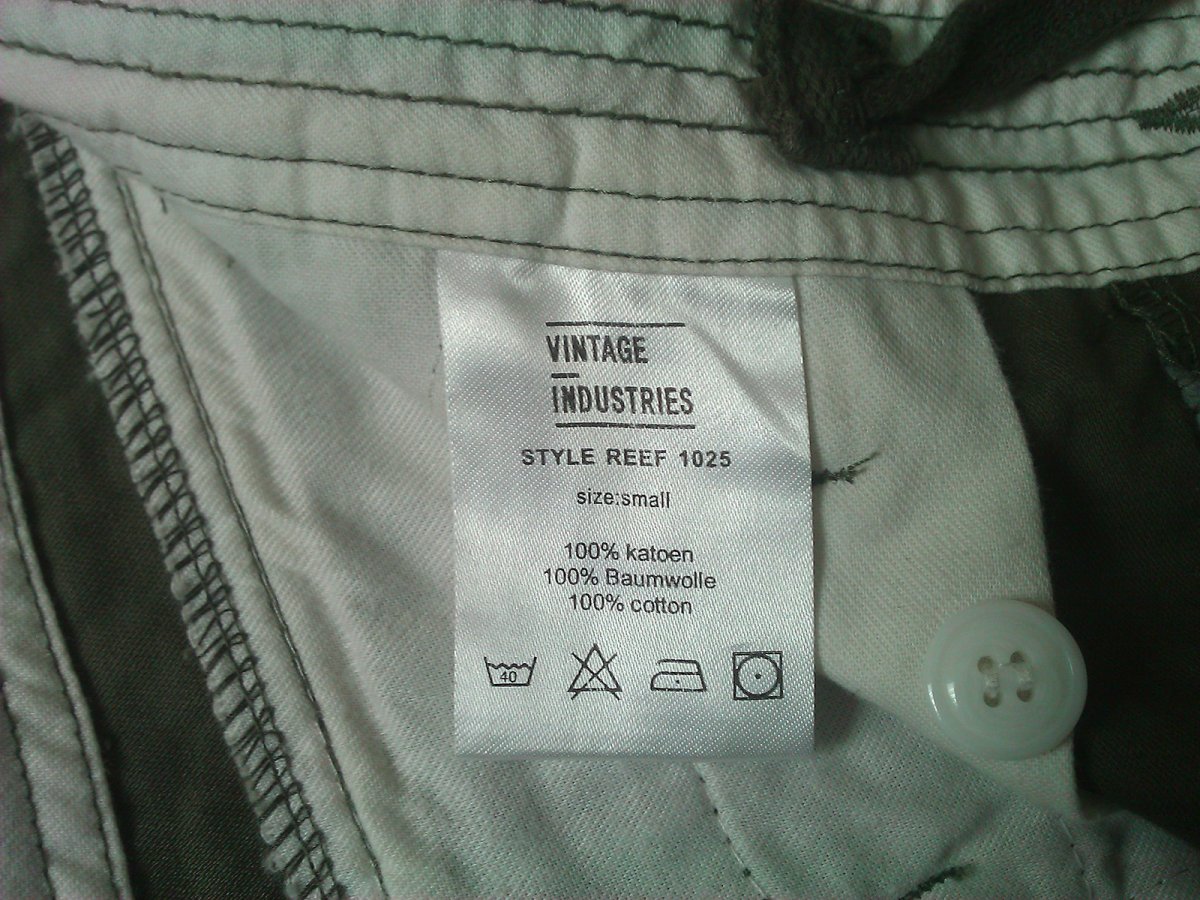 VINTAGE
INDUSTRIES
STYLE REEF 1025
size:small
100% katoen
100% Baumwolle
100% cotton
40